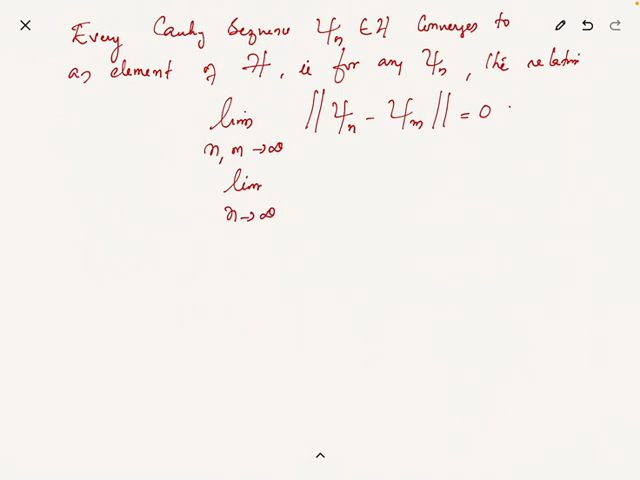 Every Cauchy Sequence Ψn ∈ H Converges to
as element of H, ie for any Ψn, the relation
lim || Ψn - Ψm || = 0
n, m → ∞
lim
n → ∞